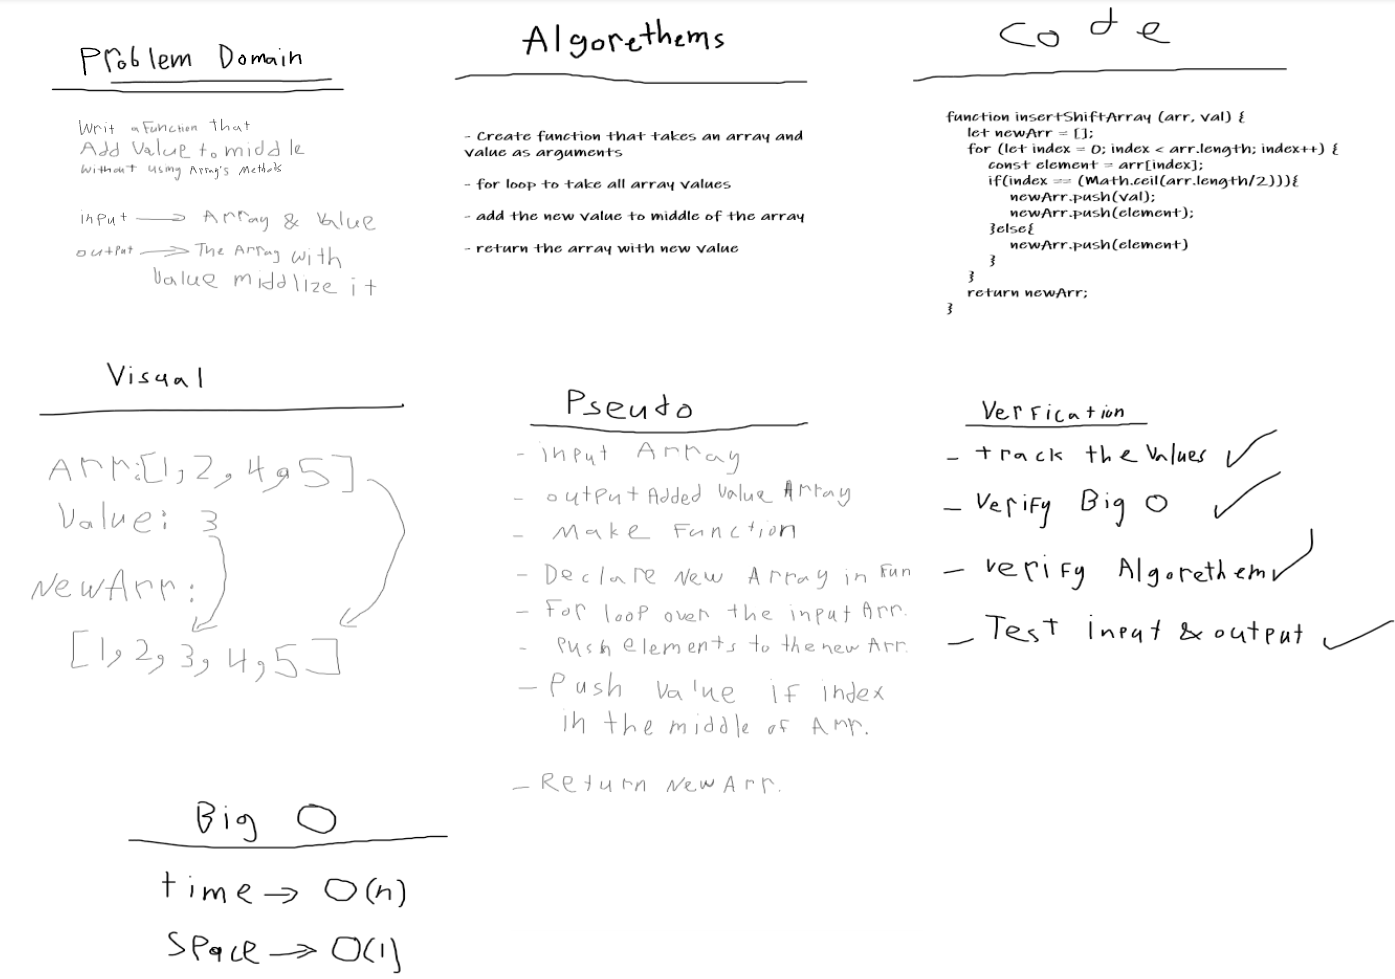 Problem Domain
Writ a Function that
Add Value to middle
without using Array's Methods
input → Array & Value
output → The Array with
Value middlize it
Algorethems
- Create function that takes an array and
value as arguments
- for loop to take all array values
- add the new value to middle of the array
- return the array with new value
Code
function insertShiftArray (arr, val) {
let newArr = [];
for (let index = 0; index < arr.length; index++) {
const element = arr[index];
if(index == (Math.ceil(arr.length/2))){
newArr.push(val);
newArr.push(element);
}else{
newArr.push(element)
}
}
return newArr;
}
Visual
Arr:[1,2,4,5]
Value: 3
NewArr:
[1,2,3,4,5]
Pseudo
- input Array
- output Added Value Array
- Make Function
- Declare New Array in Fun
- For loop over the input Arr.
- Push elements to the new Arr.
- Push Value if index
in the middle of Arr.
- Return New Arr.
Verfication
- track the Values ✓
- Verify Big O ✓
- verify Algorethem ✓
- Test input & output ✓
Big O
time → O(n)
Space → O(1)